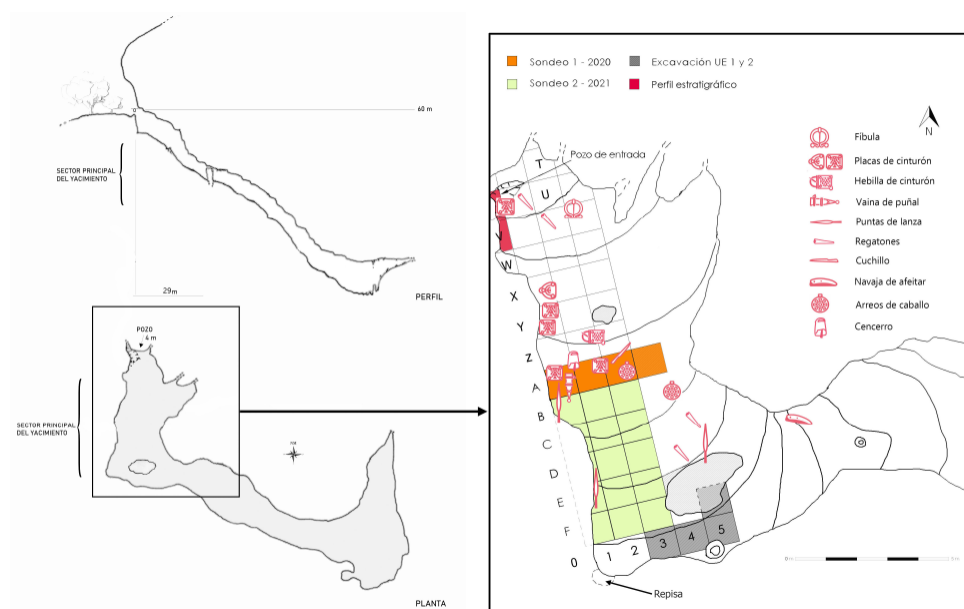 60 m
SECTOR PRINCIPAL
DEL YACIMIENTO
29m
PERFIL
POZO
4 m
SECTOR PRINCIPAL
DEL YACIMIENTO
PLANTA
Sondeo 1 - 2020
Excavación UE 1 y 2
Sondeo 2 - 2021
Perfil estratigráfico
N
Fíbula
Placas de cinturón
Hebilla de cinturón
Vaina de puñal
Puntas de lanza
Regatones
Cuchillo
Navaja de afeitar
Arreos de caballo
Cencerro
Pozo de entrada
T
U
V
W
X
Y
Z
A
B
C
D
E
F
0
1 2 3 4 5
Repisa